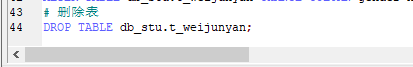 43 # 删除表
44 DROP TABLE db_stu.t_weijunyan;